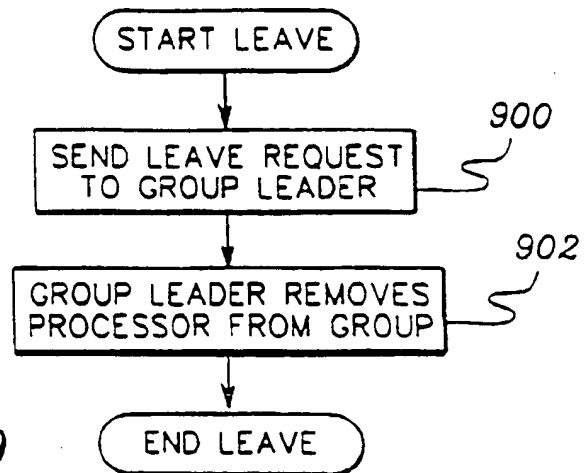 START LEAVE
900
SEND LEAVE REQUEST
TO GROUP LEADER
902
GROUP LEADER REMOVES
PROCESSOR FROM GROUP
END LEAVE